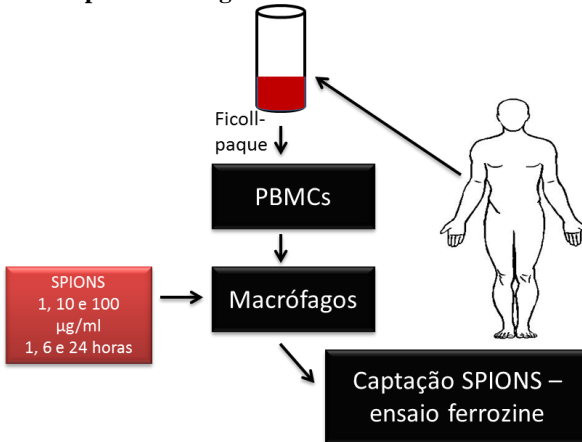 Ficoll-
paque
PBMCs
SPIONS
1, 10 e 100
µg/ml
1, 6 e 24 horas
Macrófagos
Captação SPIONS –
ensaio ferrozine